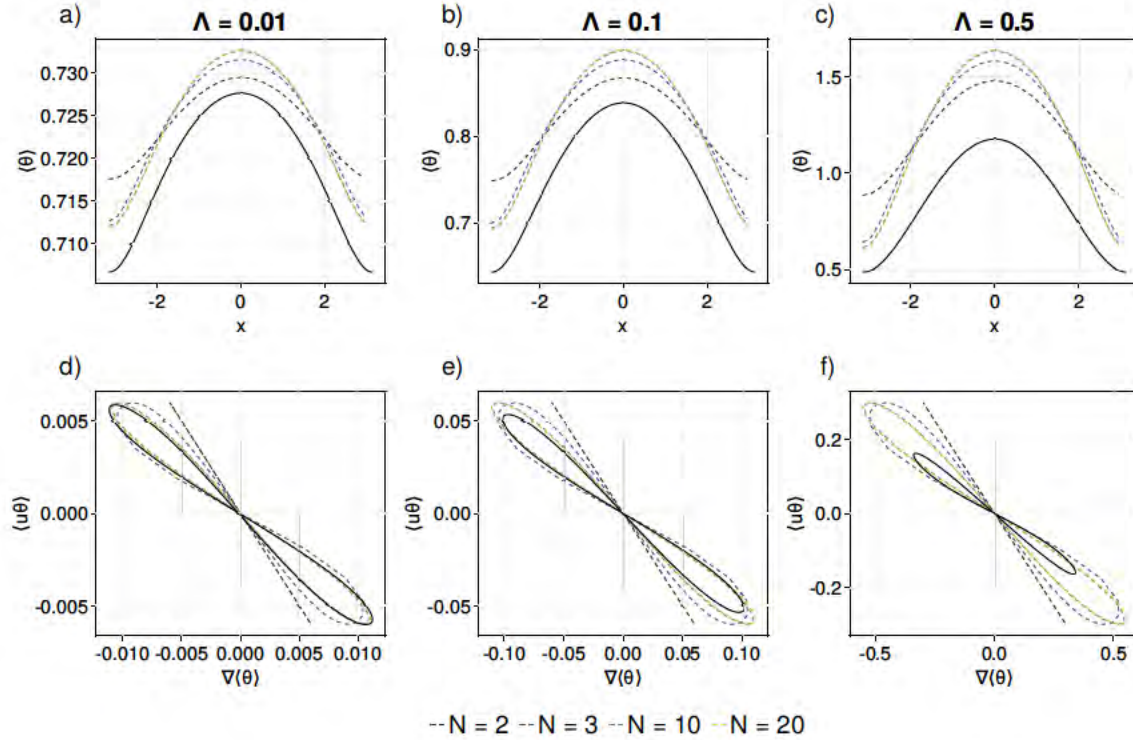 a) Λ = 0.01
b) Λ = 0.1
c) Λ = 0.5
⟨θ⟩
0.730
0.725
0.720
0.715
0.710
-2 0 2
x
⟨θ⟩
0.9
0.8
0.7
-2 0 2
x
⟨θ⟩
1.5
1.0
0.5
-2 0 2
x
d)
⟨uθ⟩
0.005
0.000
-0.005
-0.010 -0.005 0.000 0.005 0.010
∇⟨θ⟩
e)
⟨uθ⟩
0.05
0.00
-0.05
-0.10 -0.05 0.00 0.05 0.10
∇⟨θ⟩
f)
⟨uθ⟩
0.2
0.0
-0.2
-0.5 0.0 0.5
∇⟨θ⟩
N = 2 N = 3 N = 10 N = 20